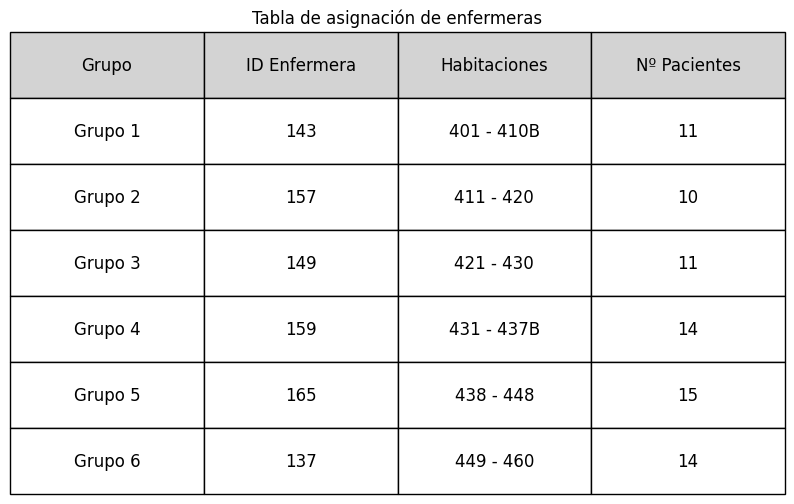 Tabla de asignación de enfermeras
Grupo ID Enfermera Habitaciones Nº Pacientes
Grupo 1 143 401 - 410B 11
Grupo 2 157 411 - 420 10
Grupo 3 149 421 - 430 11
Grupo 4 159 431 - 437B 14
Grupo 5 165 438 - 448 15
Grupo 6 137 449 - 460 14